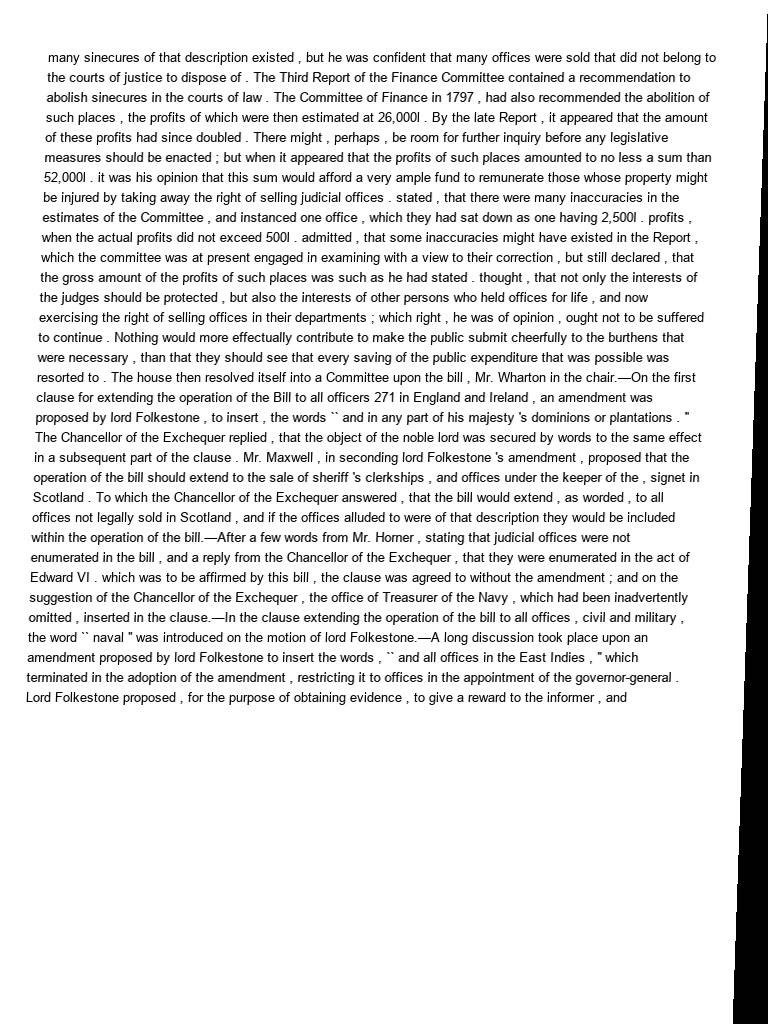 many sinecures of that description existed , but he was confident that many offices were sold that did not belong to
the courts of justice to dispose of . The Third Report of the Finance Committee contained a recommendation to
abolish sinecures in the courts of law . The Committee of Finance in 1797 , had also recommended the abolition of
such places , the profits of which were then estimated at 26,000l . By the late Report , it appeared that the amount
of these profits had since doubled . There might , perhaps , be room for further inquiry before any legislative
measures should be enacted ; but when it appeared that the profits of such places amounted to no less a sum than
52,000l . it was his opinion that this sum would afford a very ample fund to remunerate those whose property might
be injured by taking away the right of selling judicial offices . stated , that there were many inaccuracies in the
estimates of the Committee , and instanced one office , which they had sat down as one having 2,500l . profits ,
when the actual profits did not exceed 500l . admitted , that some inaccuracies might have existed in the Report ,
which the committee was at present engaged in examining with a view to their correction , but still declared , that
the gross amount of the profits of such places was such as he had stated . thought , that not only the interests of
the judges should be protected , but also the interests of other persons who held offices for life , and now
exercising the right of selling offices in their departments ; which right , he was of opinion , ought not to be suffered
to continue . Nothing would more effectually contribute to make the public submit cheerfully to the burthens that
were necessary , than that they should see that every saving of the public expenditure that was possible was
resorted to . The house then resolved itself into a Committee upon the bill , Mr. Wharton in the chair.—On the first
clause for extending the operation of the Bill to all officers 271 in England and Ireland , an amendment was
proposed by lord Folkestone , to insert , the words `` and in any part of his majesty 's dominions or plantations . ''
The Chancellor of the Exchequer replied , that the object of the noble lord was secured by words to the same effect
in a subsequent part of the clause . Mr. Maxwell , in seconding lord Folkestone 's amendment , proposed that the
operation of the bill should extend to the sale of sheriff 's clerkships , and offices under the keeper of the , signet in
Scotland . To which the Chancellor of the Exchequer answered , that the bill would extend , as worded , to all
offices not legally sold in Scotland , and if the offices alluded to were of that description they would be included
within the operation of the bill.—After a few words from Mr. Horner , stating that judicial offices were not
enumerated in the bill , and a reply from the Chancellor of the Exchequer , that they were enumerated in the act of
Edward VI . which was to be affirmed by this bill , the clause was agreed to without the amendment ; and on the
suggestion of the Chancellor of the Exchequer , the office of Treasurer of the Navy , which had been inadvertently
omitted , inserted in the clause.—In the clause extending the operation of the bill to all offices , civil and military ,
the word `` naval '' was introduced on the motion of lord Folkestone.—A long discussion took place upon an
amendment proposed by lord Folkestone to insert the words , `` and all offices in the East Indies , '' which
terminated in the adoption of the amendment , restricting it to offices in the appointment of the governor-general .
Lord Folkestone proposed , for the purpose of obtaining evidence , to give a reward to the informer , and